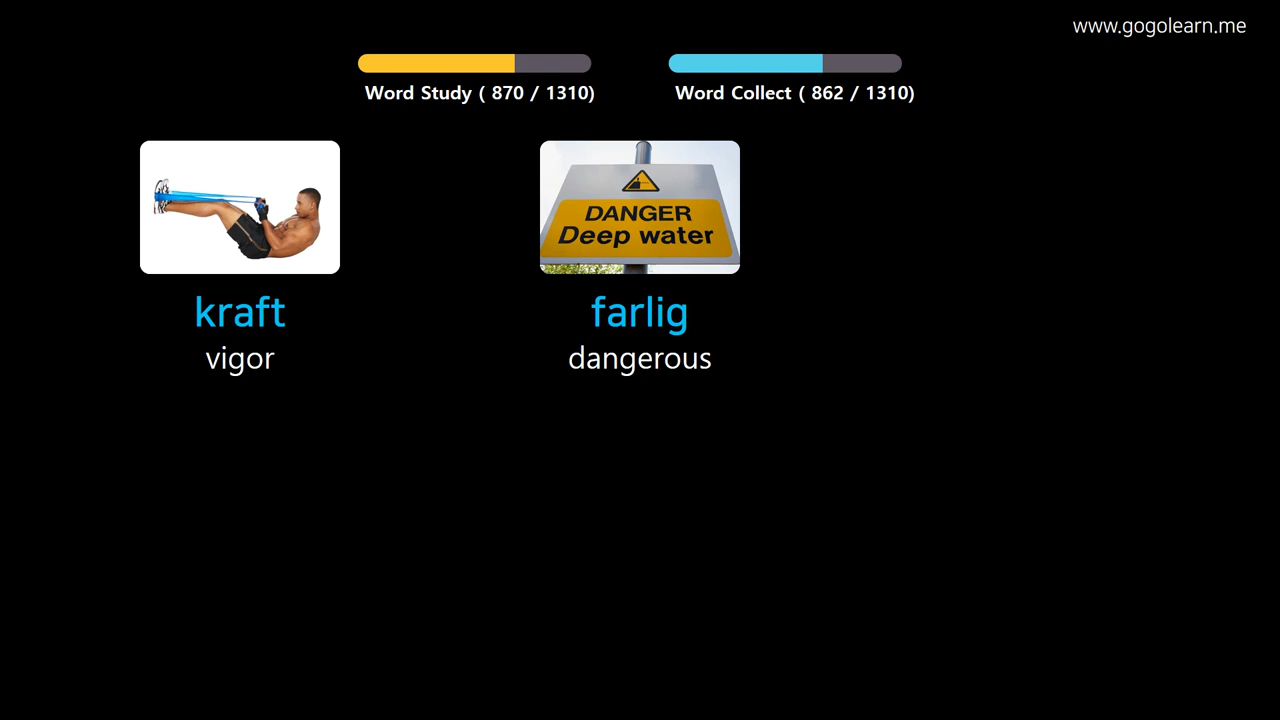 www.gogolearn.me
Word Study ( 870 / 1310)
Word Collect ( 862 / 1310)
DANGER
Deep water
kraft
farlig
vigor
dangerous